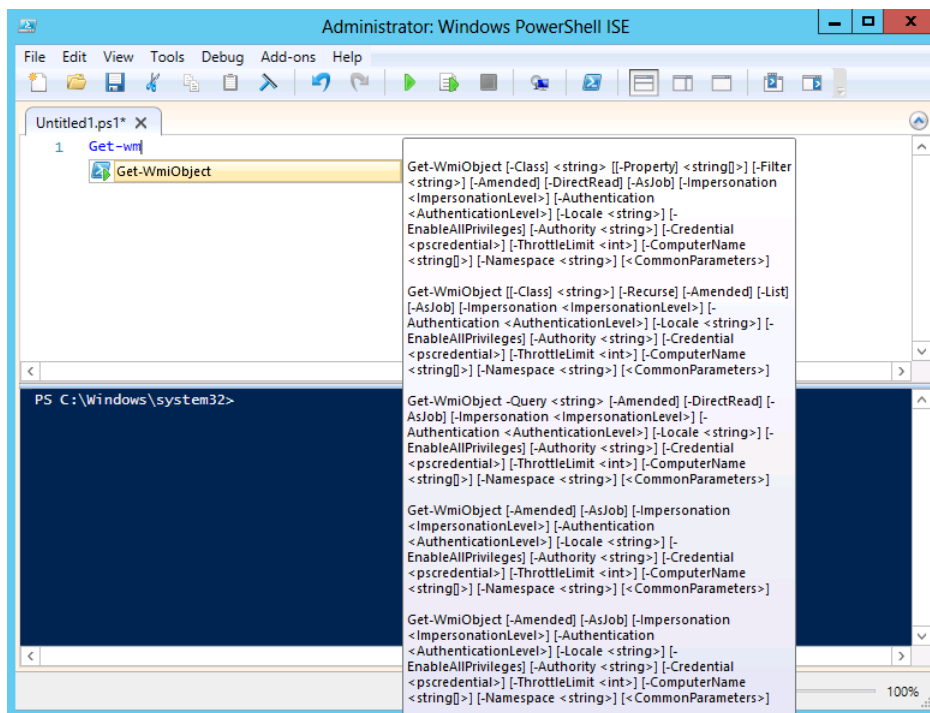 Administrator: Windows PowerShell ISE
File Edit View Tools Debug Add-ons Help
Untitled1.ps1* X
1 Get-wm
Get-WmiObject
Get-WmiObject [-Class] <string> [[-Property] <string[]>] [-Filter
<string>] [-Amended] [-DirectRead] [-AsJob] [-Impersonation
<ImpersonationLevel>] [-Authentication
<AuthenticationLevel>] [-Locale <string>] [-
EnableAllPrivileges] [-Authority <string>] [-Credential
<pscredential>] [-ThrottleLimit <int>] [-ComputerName
<string[]>] [-Namespace <string>] [<CommonParameters>]
Get-WmiObject [[-Class] <string>] [-Recurse] [-Amended] [-List]
[-AsJob] [-Impersonation <ImpersonationLevel>] [-
Authentication <AuthenticationLevel>] [-Locale <string>] [-
EnableAllPrivileges] [-Authority <string>] [-Credential
<pscredential>] [-ThrottleLimit <int>] [-ComputerName
<string[]>] [-Namespace <string>] [<CommonParameters>]
Get-WmiObject -Query <string> [-Amended] [-DirectRead] [-
AsJob] [-Impersonation <ImpersonationLevel>] [-
Authentication <AuthenticationLevel>] [-Locale <string>] [-
EnableAllPrivileges] [-Authority <string>] [-Credential
<pscredential>] [-ThrottleLimit <int>] [-ComputerName
<string[]>] [-Namespace <string>] [<CommonParameters>]
Get-WmiObject [-Amended] [-AsJob] [-Impersonation
<ImpersonationLevel>] [-Authentication
<AuthenticationLevel>] [-Locale <string>] [-
EnableAllPrivileges] [-Authority <string>] [-Credential
<pscredential>] [-ThrottleLimit <int>] [-ComputerName
<string[]>] [-Namespace <string>] [<CommonParameters>]
Get-WmiObject [-Amended] [-AsJob] [-Impersonation
<ImpersonationLevel>] [-Authentication
<AuthenticationLevel>] [-Locale <string>] [-
EnableAllPrivileges] [-Authority <string>] [-Credential
<pscredential>] [-ThrottleLimit <int>] [-ComputerName
<string[]>] [-Namespace <string>] [<CommonParameters>]
PS C:\Windows\system32>
100%